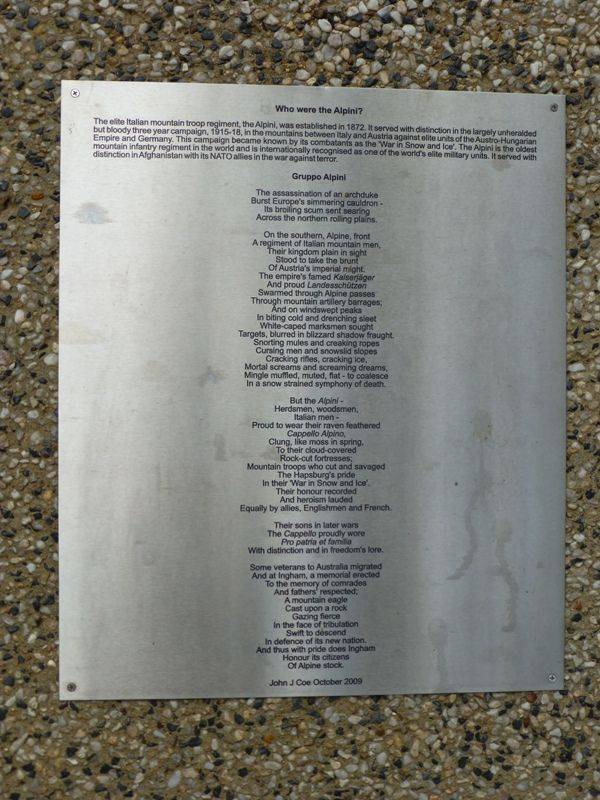 Who were the Alpini?
The elite Italian mountain troop regiment, the Alpini, was established in 1872. It served with distinction in the largely unheralded
but bloody three year campaign, 1915-18, in the mountains between Italy and Austria against elite units of the Austro-Hungarian
Empire and Germany. This campaign became known by its combatants as the 'War in Snow and Ice'. The Alpini is the oldest
mountain infantry regiment in the world and is internationally recognised as one of the world's elite military units. It served with
distinction in Afghanistan with its NATO allies in the war against terror.
Gruppo Alpini
The assassination of an archduke
Burst Europe's simmering cauldron -
Its broiling scum sent searing
Across the northern rolling plains.
On the southern, Alpine, front
A regiment of Italian mountain men,
Their kingdom plain in sight
Stood to take the brunt
Of Austria's imperial might.
The empire's famed Kaiserjäger
And proud Landesschützen
Swarmed through Alpine passes
Through mountain artillery barrages;
And on windswept peaks
In biting cold and drenching sleet
White-caped marksmen sought
Targets, blurred in blizzard shadow fraught.
Snorting mules and creaking ropes
Cursing men and snowslid slopes
Cracking rifles, cracking ice,
Mortal screams and screaming dreams,
Mingle muffled, muted, flat - to coalesce
In a snow strained symphony of death.
But the Alpini -
Herdsmen, woodsmen,
Italian men -
Proud to wear their raven feathered
Cappello Alpino,
Clung, like moss in spring,
To their cloud-covered
Rock-cut fortresses;
Mountain troops who cut and savaged
The Hapsburg's pride
In their 'War in Snow and Ice'.
Their honour recorded
And heroism lauded
Equally by allies, Englishmen and French.
Their sons in later wars
The Cappello proudly wore
Pro patria et familia
With distinction and in freedom's lore.
Some veterans to Australia migrated
And at Ingham, a memorial erected
To the memory of comrades
And fathers' respected;
A mountain eagle
Cast upon a rock
Gazing fierce
In the face of tribulation
Swift to descend
In defence of its new nation.
And thus with pride does Ingham
Honour its citizens
Of Alpine stock.
John J Coe October 2009